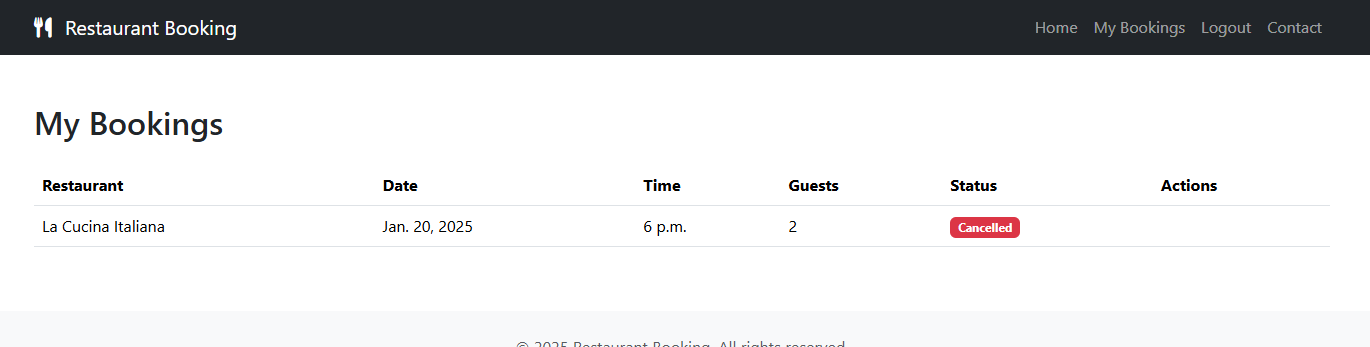 Restaurant Booking Home My Bookings Logout Contact
My Bookings
Restaurant Date Time Guests Status Actions
La Cucina Italiana Jan. 20, 2025 6 p.m. 2 Cancelled
© 2025 Restaurant Booking. All rights reserved.